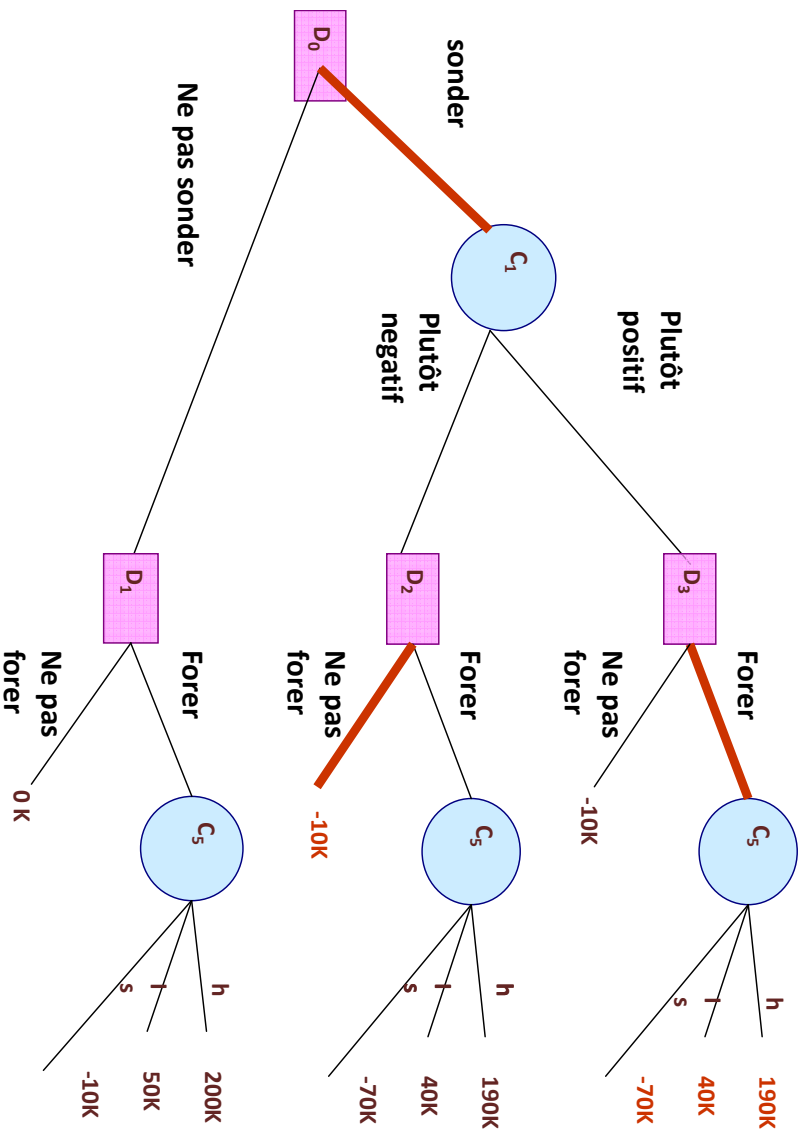 Forer
C₅
h
190K
l
40K
s
-70K
D₃
Plutôt
positif
Ne pas
forer
-10K
C₁
sonder
Plutôt
negatif
D₂
Forer
C₅
h
190K
l
40K
s
-70K
Ne pas
forer
-10K
D₀
Ne pas sonder
D₁
Forer
C₅
h
200K
l
50K
s
-10K
Ne pas
forer
0 K